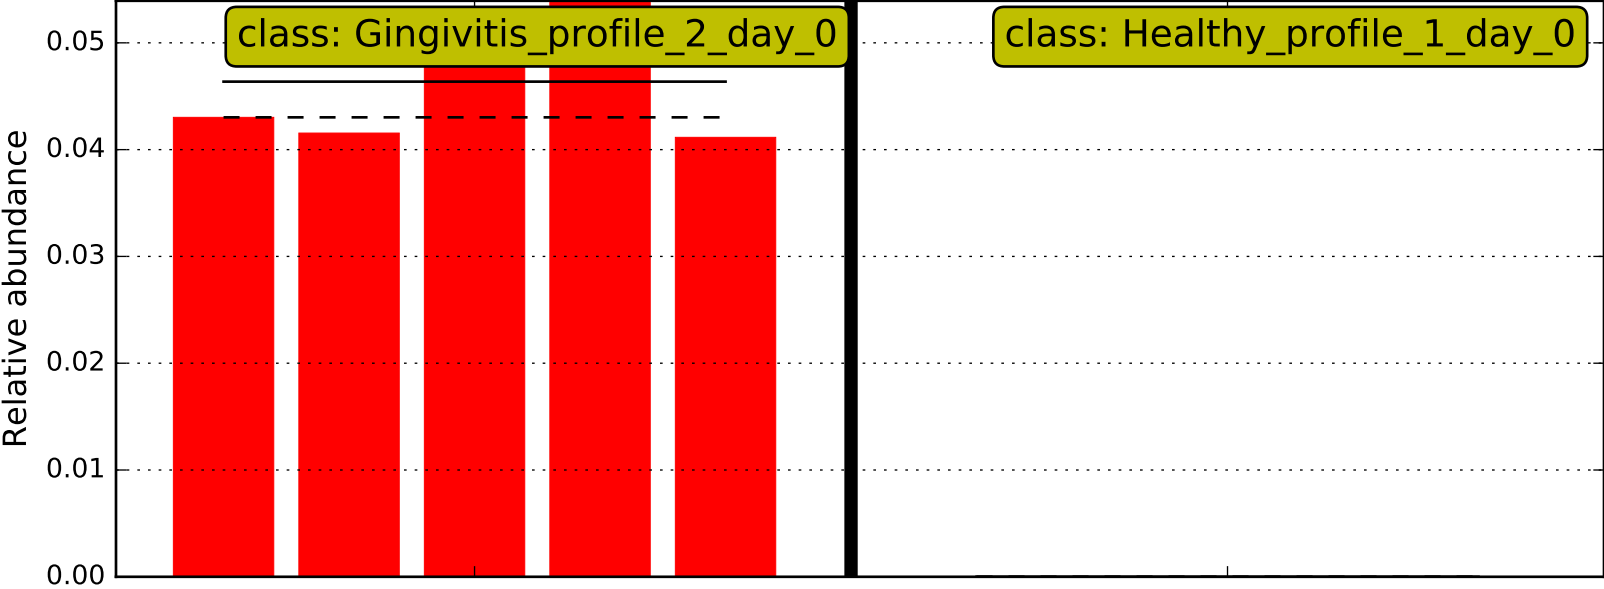 class: Gingivitis_profile_2_day_0
class: Healthy_profile_1_day_0
Relative abundance
0.05
0.04
0.03
0.02
0.01
0.00